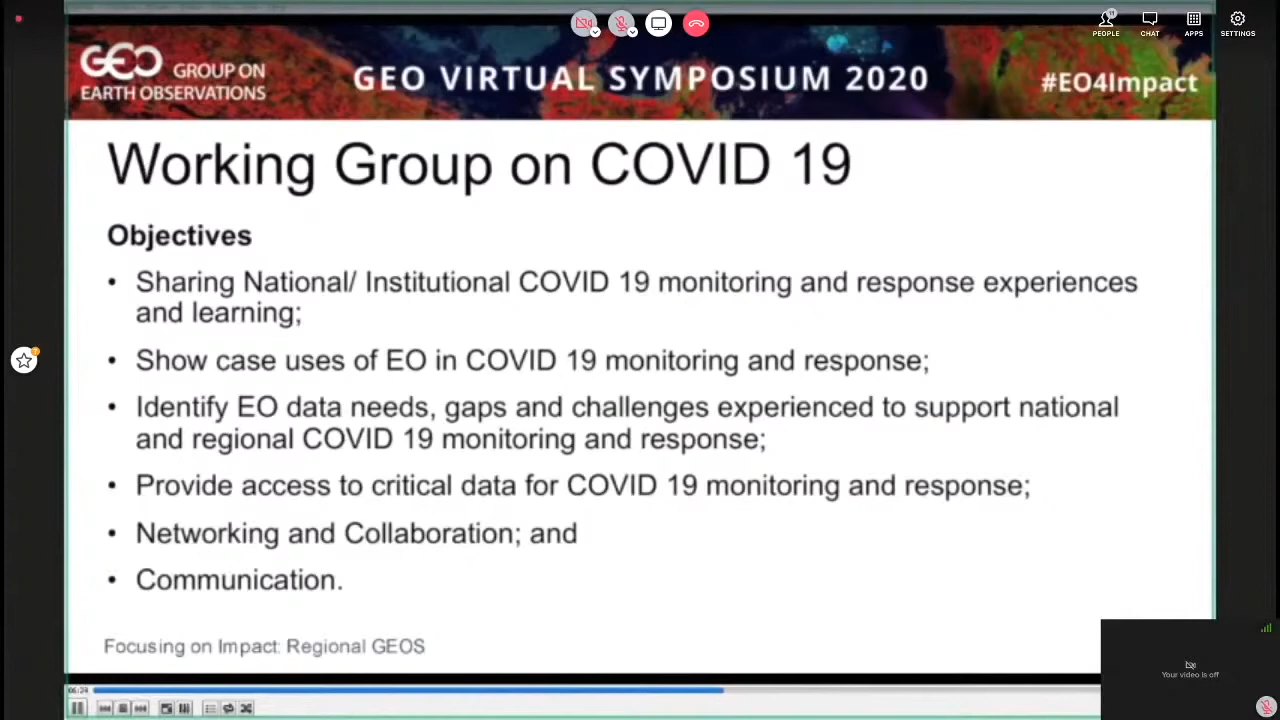 PEOPLE
CHAT
APPS
SETTINGS
GEO GROUP ON
EARTH OBSERVATIONS
GEO VIRTUAL SYMPOSIUM 2020
#EO4Impact
Working Group on COVID 19
Objectives
• Sharing National/ Institutional COVID 19 monitoring and response experiences
and learning;
• Show case uses of EO in COVID 19 monitoring and response;
• Identify EO data needs, gaps and challenges experienced to support national
and regional COVID 19 monitoring and response;
• Provide access to critical data for COVID 19 monitoring and response;
• Networking and Collaboration; and
• Communication.
Focusing on Impact: Regional GEOS
Your video is off